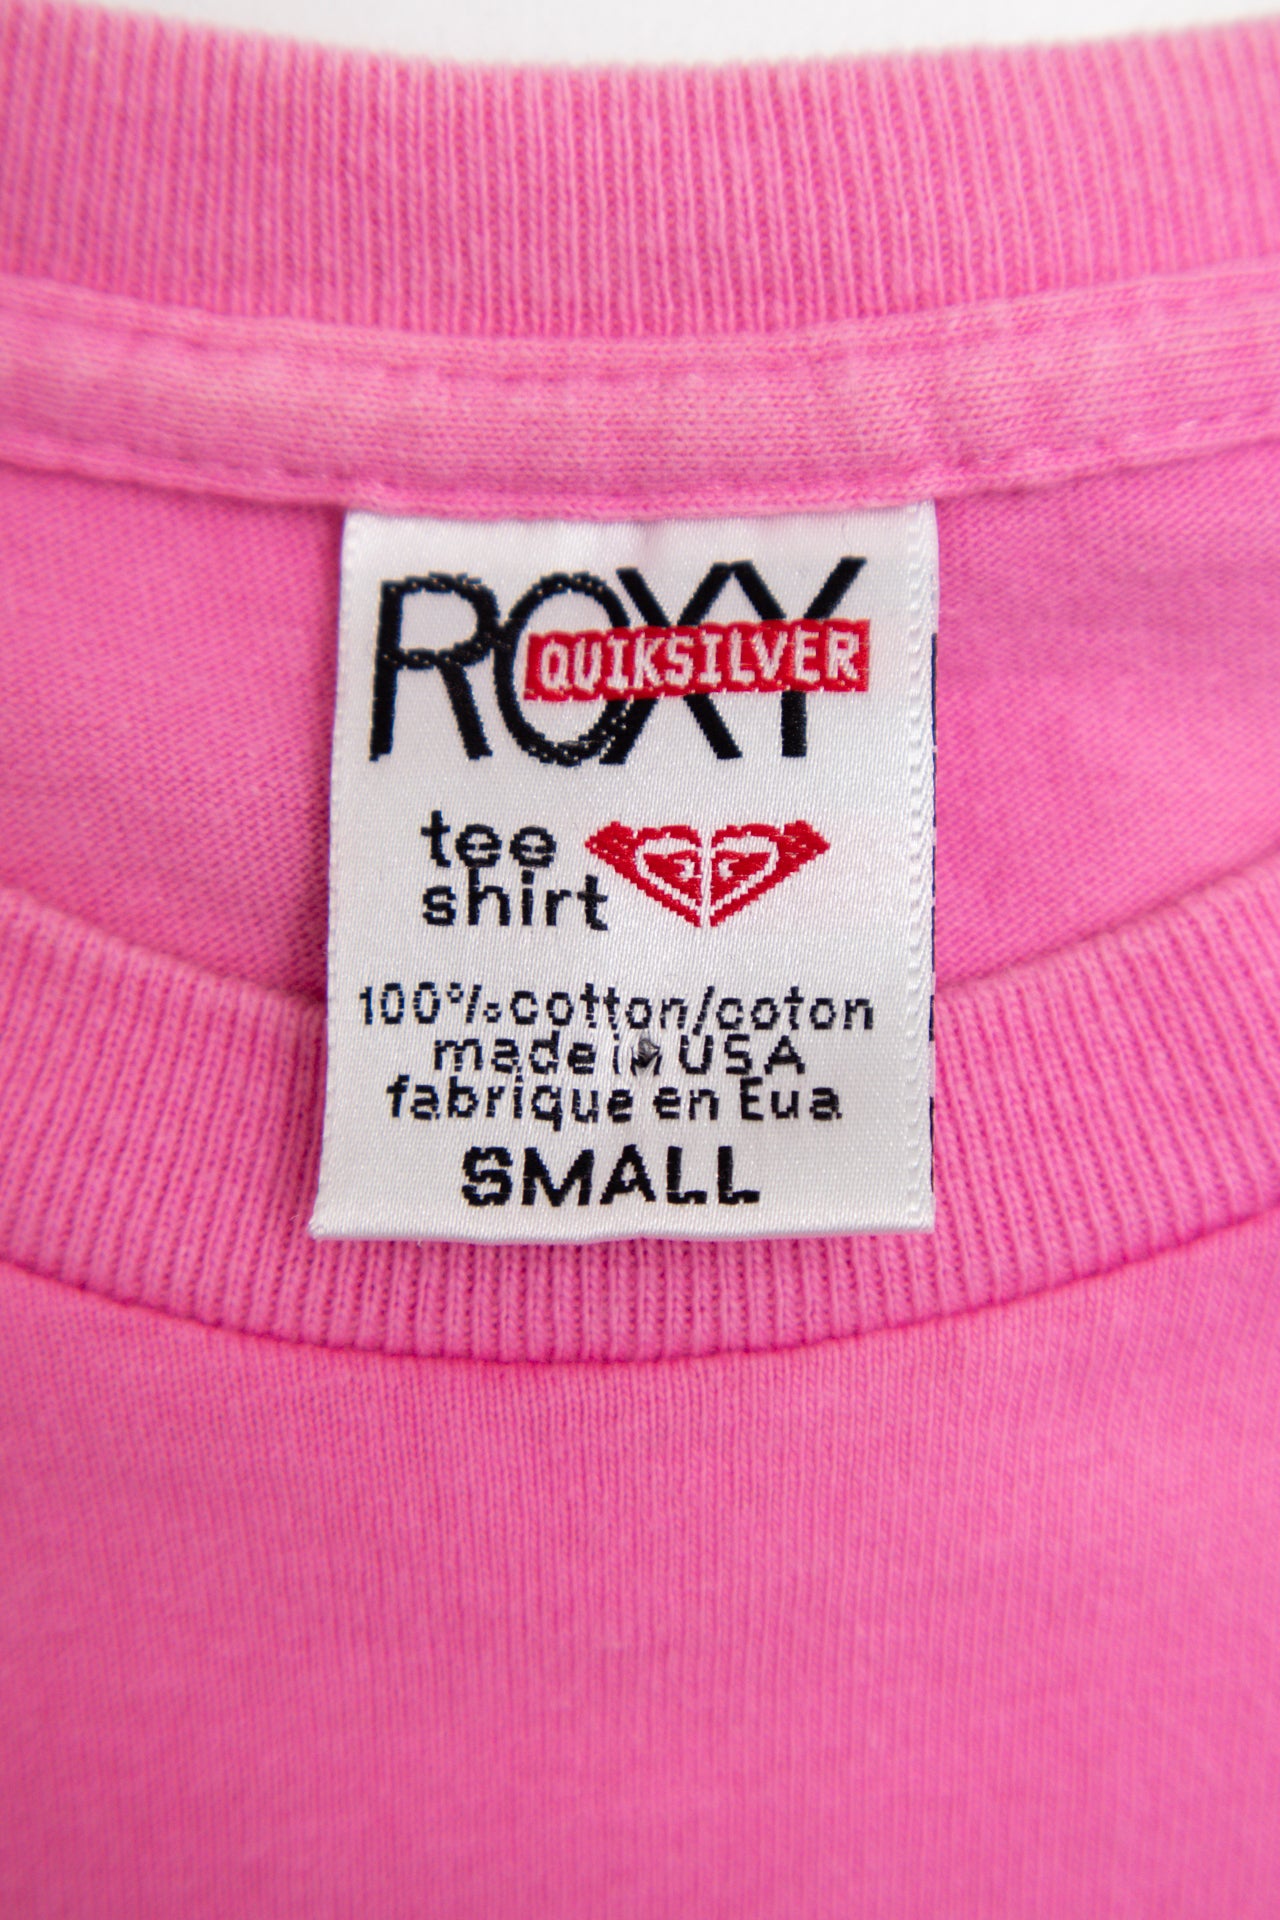 ROXY
QUIKSILVER
tee
shirt
100% cotton/coton
made in USA
fabrique en Eua
SMALL